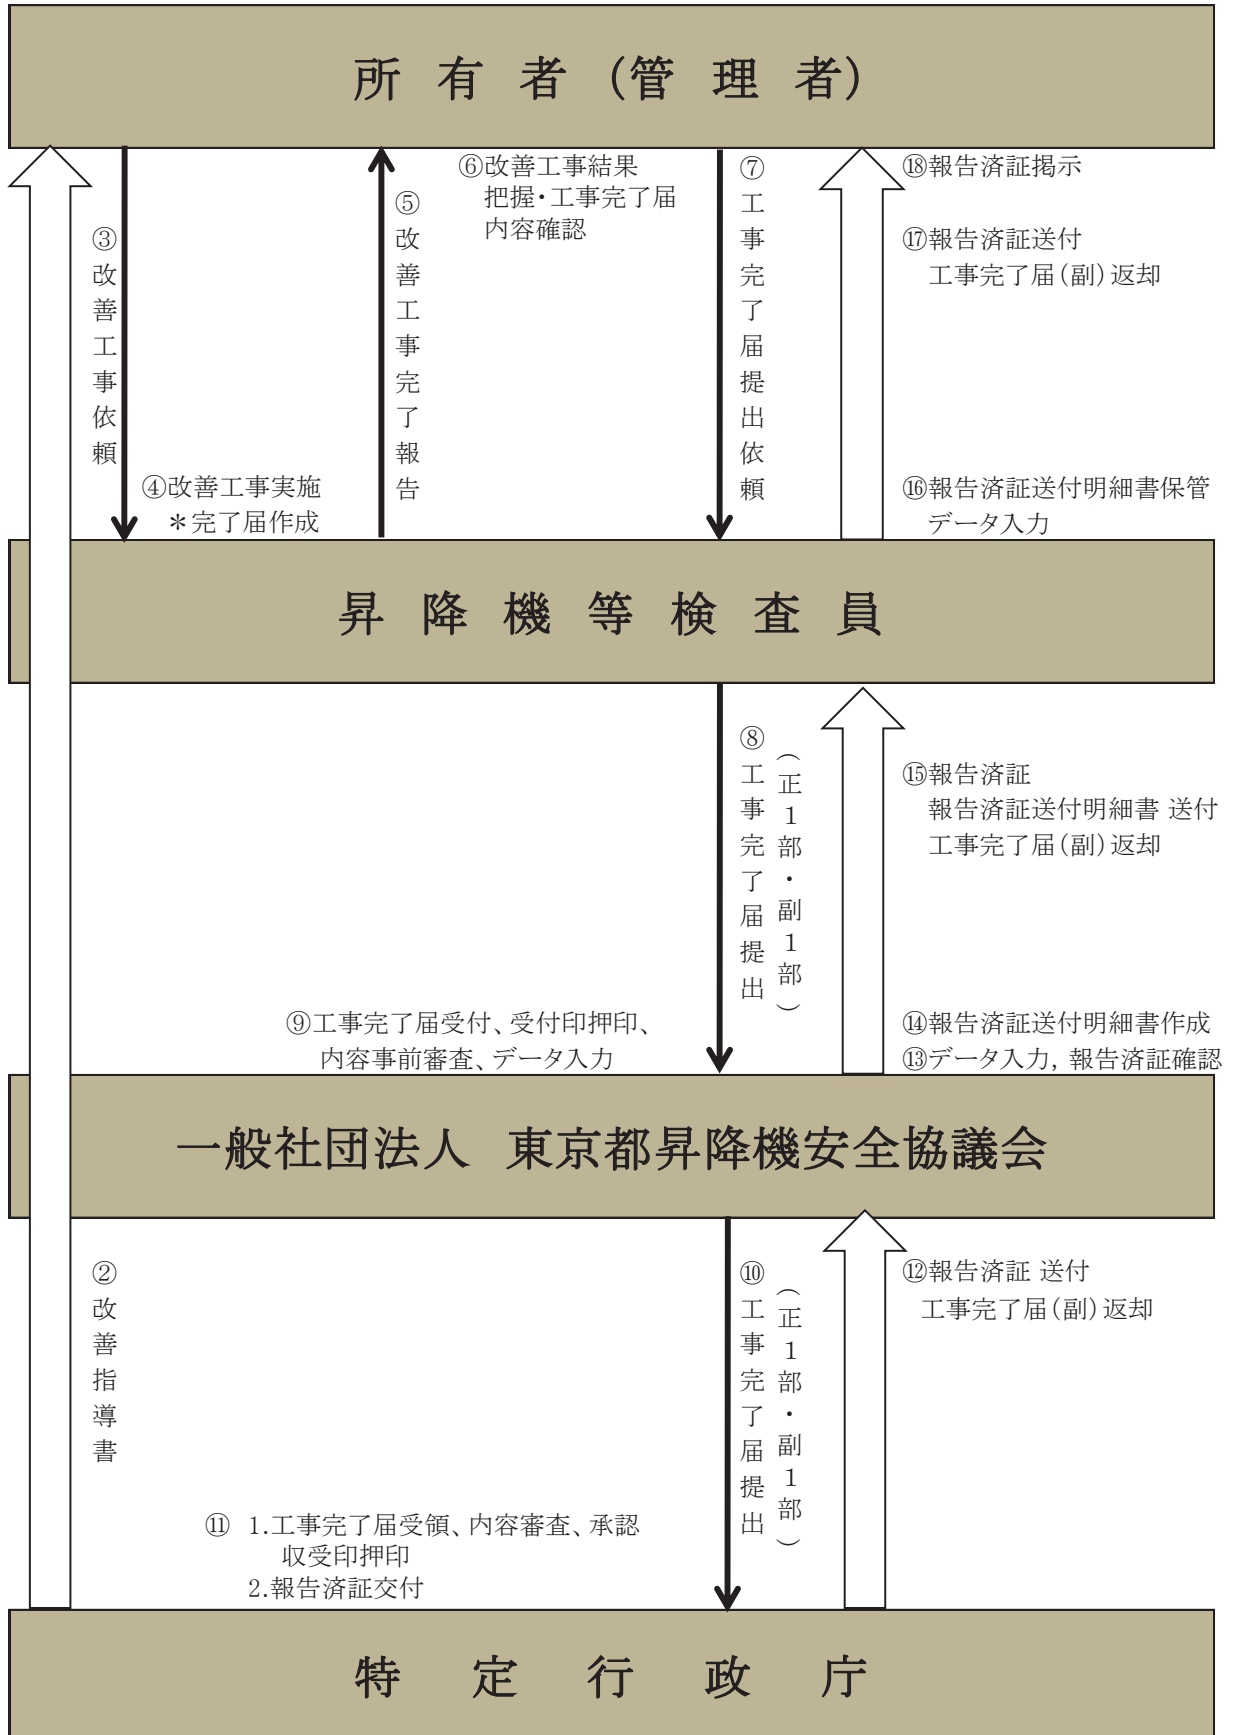 所有者(管理者)
③改善工事依頼
④改善工事実施
＊完了届作成
⑤改善工事完了報告
⑥改善工事結果
把握・工事完了届
内容確認
⑦工事完了届提出依頼
⑱報告済証掲示
⑰報告済証送付
工事完了届(副)返却
⑯報告済証送付明細書保管
データ入力
昇降機等検査員
⑧工事完了届提出
(正1部・副1部)
⑮報告済証
報告済証送付明細書 送付
工事完了届(副)返却
⑨工事完了届受付、受付印押印、
内容事前審査、データ入力
⑭報告済証送付明細書作成
⑬データ入力, 報告済証確認
一般社団法人 東京都昇降機安全協議会
②改善指導書
⑩工事完了届提出
(正1部・副1部)
⑫報告済証 送付
工事完了届(副)返却
⑪ 1.工事完了届受領、内容審査、承認
収受印押印
2.報告済証交付
特定行政庁